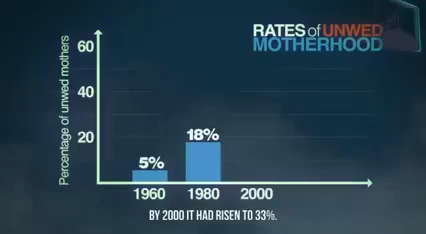 RATES of UNWED
MOTHERHOOD
Percentage of unwed mothers
60
40
20
5%
18%
1960 1980 2000
BY 2000 IT HAD RISEN TO 33%.